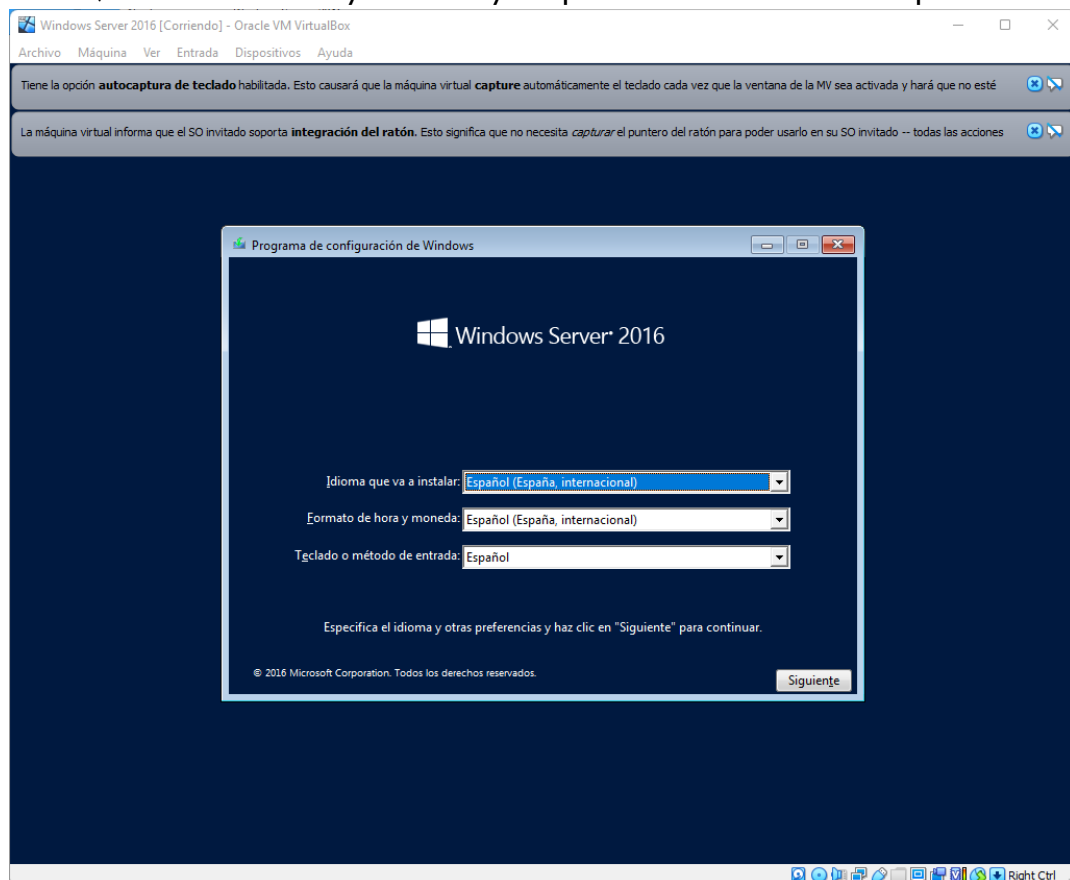 Windows Server 2016 [Corriendo] - Oracle VM VirtualBox
Archivo Máquina Ver Entrada Dispositivos Ayuda
Tiene la opción autocaptura de teclado habilitada. Esto causará que la máquina virtual capture automáticamente el teclado cada vez que la ventana de la MV sea activada y hará que no esté
La máquina virtual informa que el SO invitado soporta integración del ratón. Esto significa que no necesita capturar el puntero del ratón para poder usarlo en su SO invitado -- todas las acciones
Programa de configuración de Windows
Windows Server 2016
Idioma que va a instalar: Español (España, internacional)
Formato de hora y moneda: Español (España, internacional)
Teclado o método de entrada: Español
Especifica el idioma y otras preferencias y haz clic en "Siguiente" para continuar.
© 2016 Microsoft Corporation. Todos los derechos reservados.
Siguiente
Right Ctrl